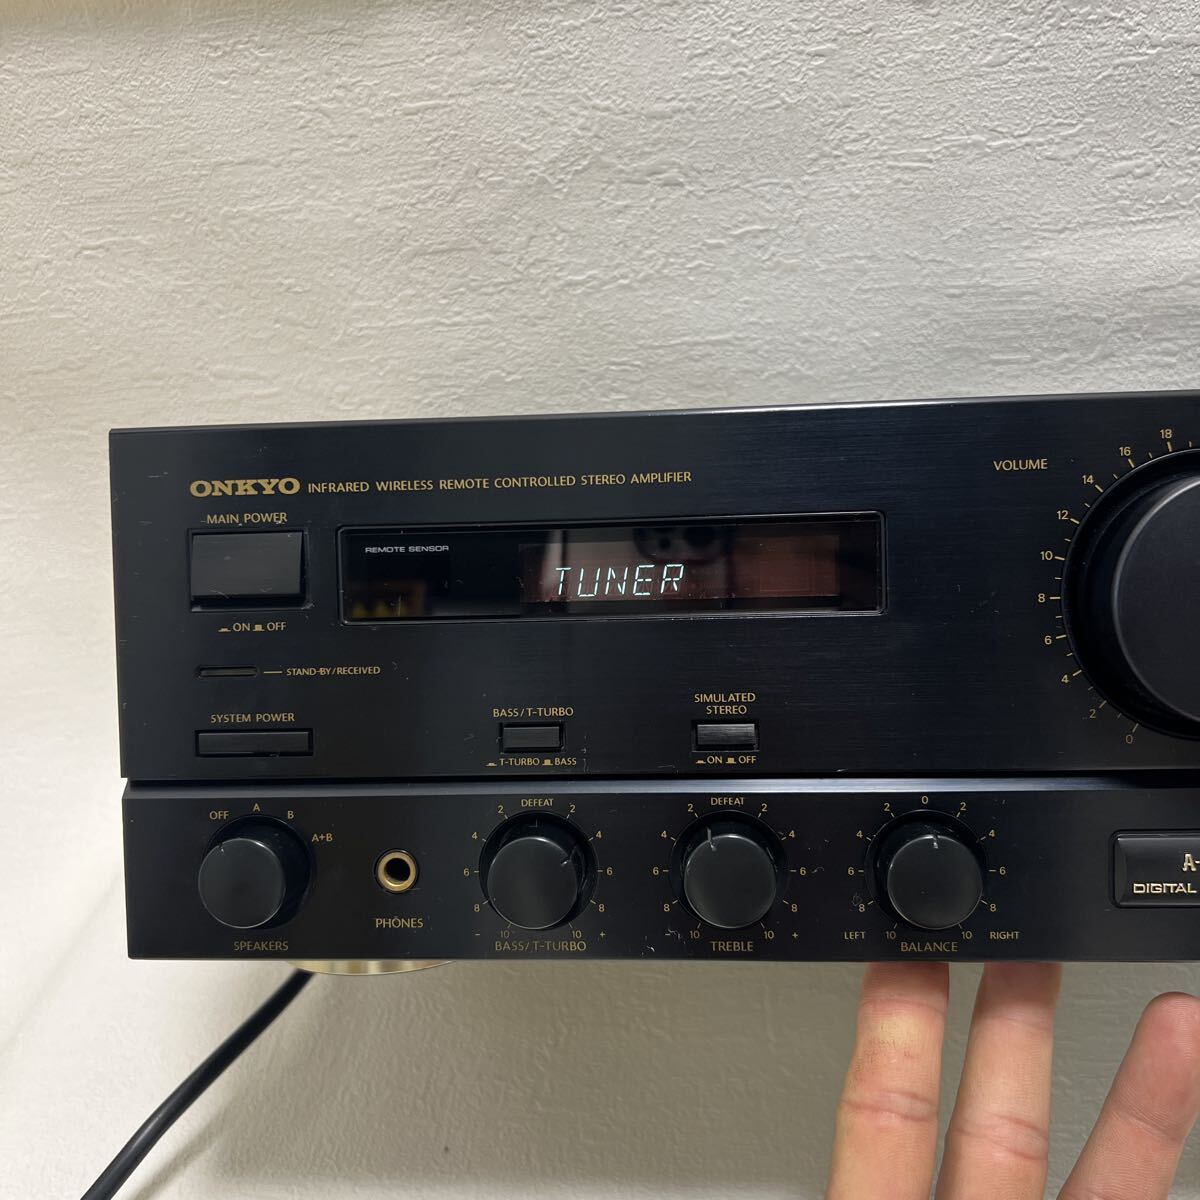 ONKYO INFRARED WIRELESS REMOTE CONTROLLED STEREO AMPLIFIER
VOLUME
0 2 4 6 8 10 12 14 16 18
MAIN POWER
ON OFF
REMOTE SENSOR
TUNER
STAND-BY/RECEIVED
SYSTEM POWER
BASS/T-TURBO
T-TURBO BASS
SIMULATED
STEREO
ON OFF
OFF A B A+B
SPEAKERS
PHONES
DEFEAT
2 2
4 4
6 6
8 8
- 10 10 +
BASS/T-TURBO
DEFEAT
2 2
4 4
6 6
8 8
- 10 10 +
TREBLE
2 0 2
4 4
6 6
8 8
LEFT 10 10 RIGHT
BALANCE
A-
DIGITAL